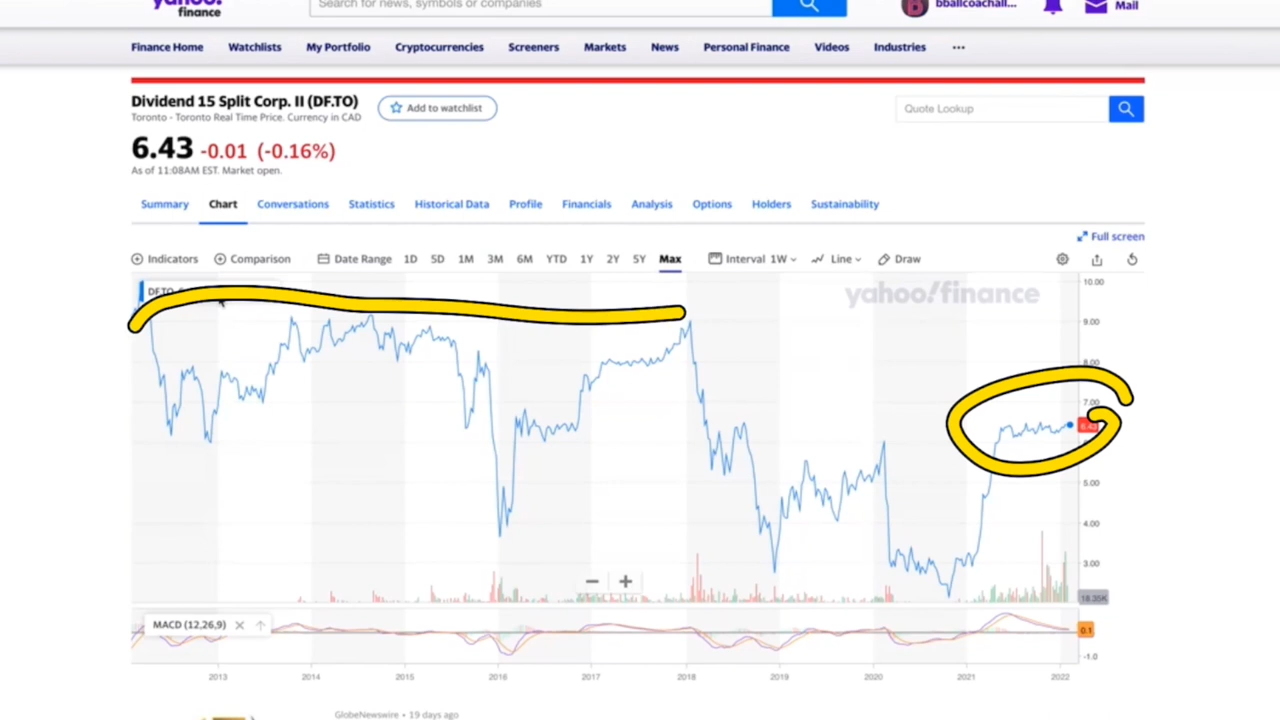 yahoo!
finance
Search for news, symbols or companies
B
bballcoachall...
Mail
Finance Home Watchlists My Portfolio Cryptocurrencies Screeners Markets News Personal Finance Videos Industries ...
Dividend 15 Split Corp. II (DF.TO)
Add to watchlist
Quote Lookup
Toronto - Toronto Real Time Price. Currency in CAD
6.43 -0.01 (-0.16%)
As of 11:08AM EST. Market open.
Summary Chart Conversations Statistics Historical Data Profile Financials Analysis Options Holders Sustainability
Full screen
Indicators Comparison Date Range 1D 5D 1M 3M 6M YTD 1Y 2Y 5Y Max Interval 1W Line Draw
10.00
yahoo!finance
9.00
8.00
7.00
6.43
5.00
4.00
3.00
18.35K
MACD (12,26,9)
0.1
-1.0
2013 2014 2015 2016 2017 2018 2019 2020 2021 2022
GlobeNewswire • 19 days ago